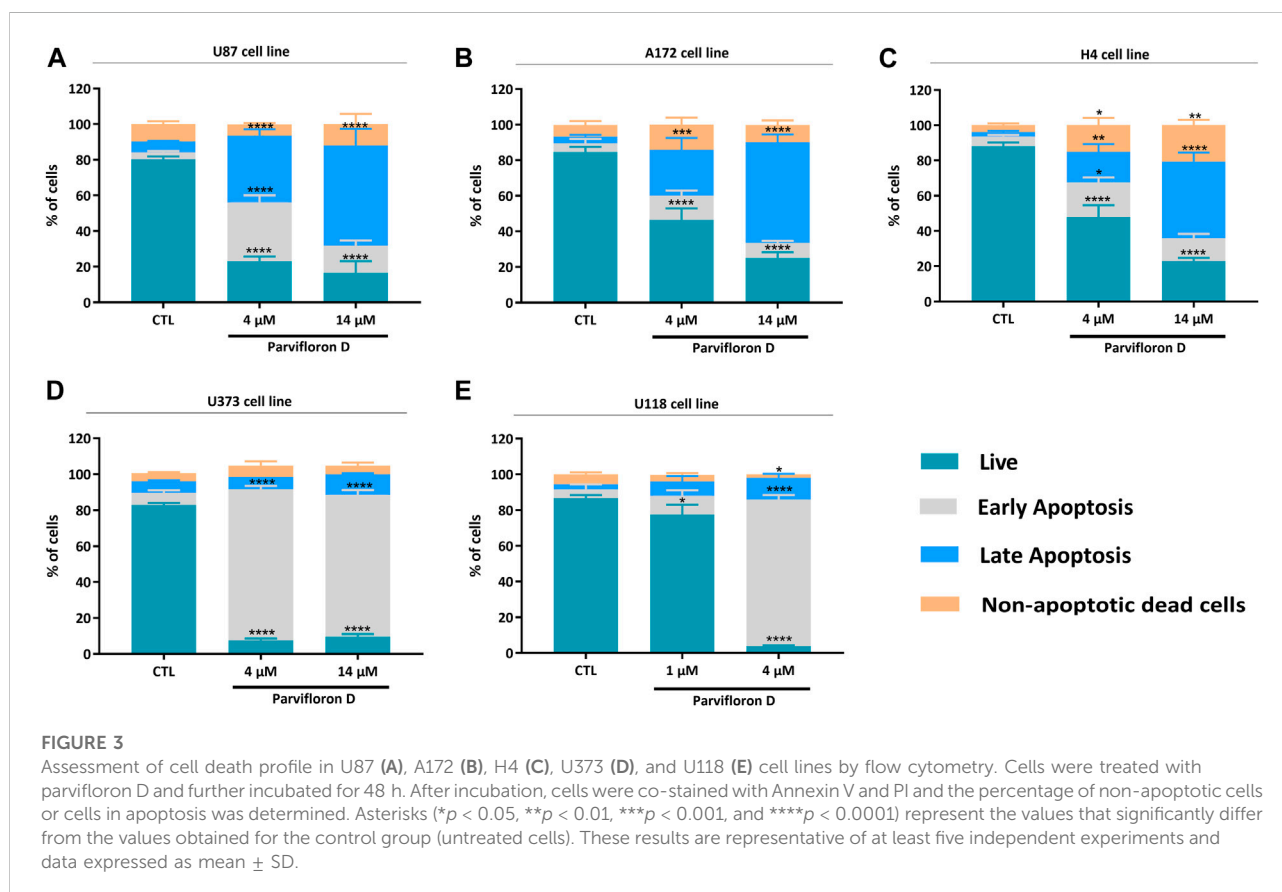 A
U87 cell line
% of cells
120
100
80
60
40
20
0
****
****
****
****
****
CTL
4 μM
14 μM
Parvifloron D
B
A172 cell line
% of cells
120
100
80
60
40
20
0
***
****
****
****
CTL
4 μM
14 μM
Parvifloron D
C
H4 cell line
% of cells
120
100
80
60
40
20
0
*
**
**
****
*
****
****
CTL
4 μM
14 μM
Parvifloron D
D
U373 cell line
% of cells
120
100
80
60
40
20
0
****
****
****
****
CTL
4 μM
14 μM
Parvifloron D
E
U118 cell line
% of cells
120
100
80
60
40
20
0
*
*
****
****
CTL
1 μM
4 μM
Parvifloron D
Live
Early Apoptosis
Late Apoptosis
Non-apoptotic dead cells
FIGURE 3
Assessment of cell death profile in U87 (A), A172 (B), H4 (C), U373 (D), and U118 (E) cell lines by flow cytometry. Cells were treated with
parvifloron D and further incubated for 48 h. After incubation, cells were co-stained with Annexin V and PI and the percentage of non-apoptotic cells
or cells in apoptosis was determined. Asterisks (*p < 0.05, **p < 0.01, ***p < 0.001, and ****p < 0.0001) represent the values that significantly differ
from the values obtained for the control group (untreated cells). These results are representative of at least five independent experiments and
data expressed as mean ± SD.